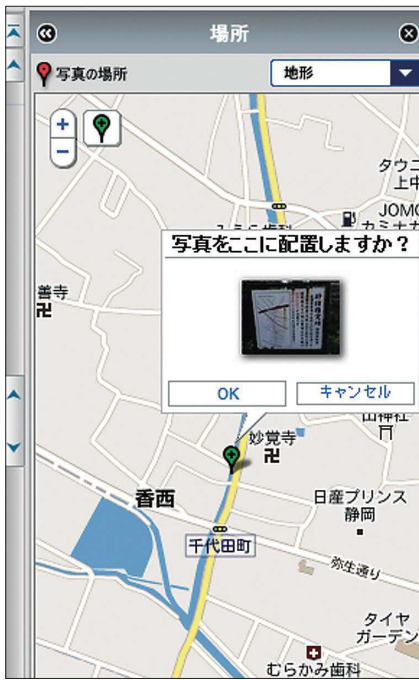 場所
写真の場所
地形
タウニ
上中
JOMO
カミナカ
写真をここに配置しますか？
OK
キャンセル
善寺
山神社
妙覚寺
香西
日産プリンス
静岡
千代田町
弥生通り
タイヤ
ガーデン
むらかみ歯科